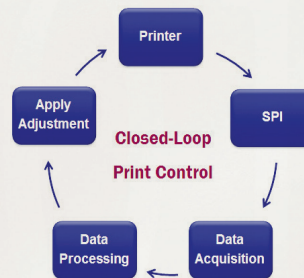 Printer
SPI
Data
Acquisition
Data
Processing
Apply
Adjustment
Closed-Loop
Print Control